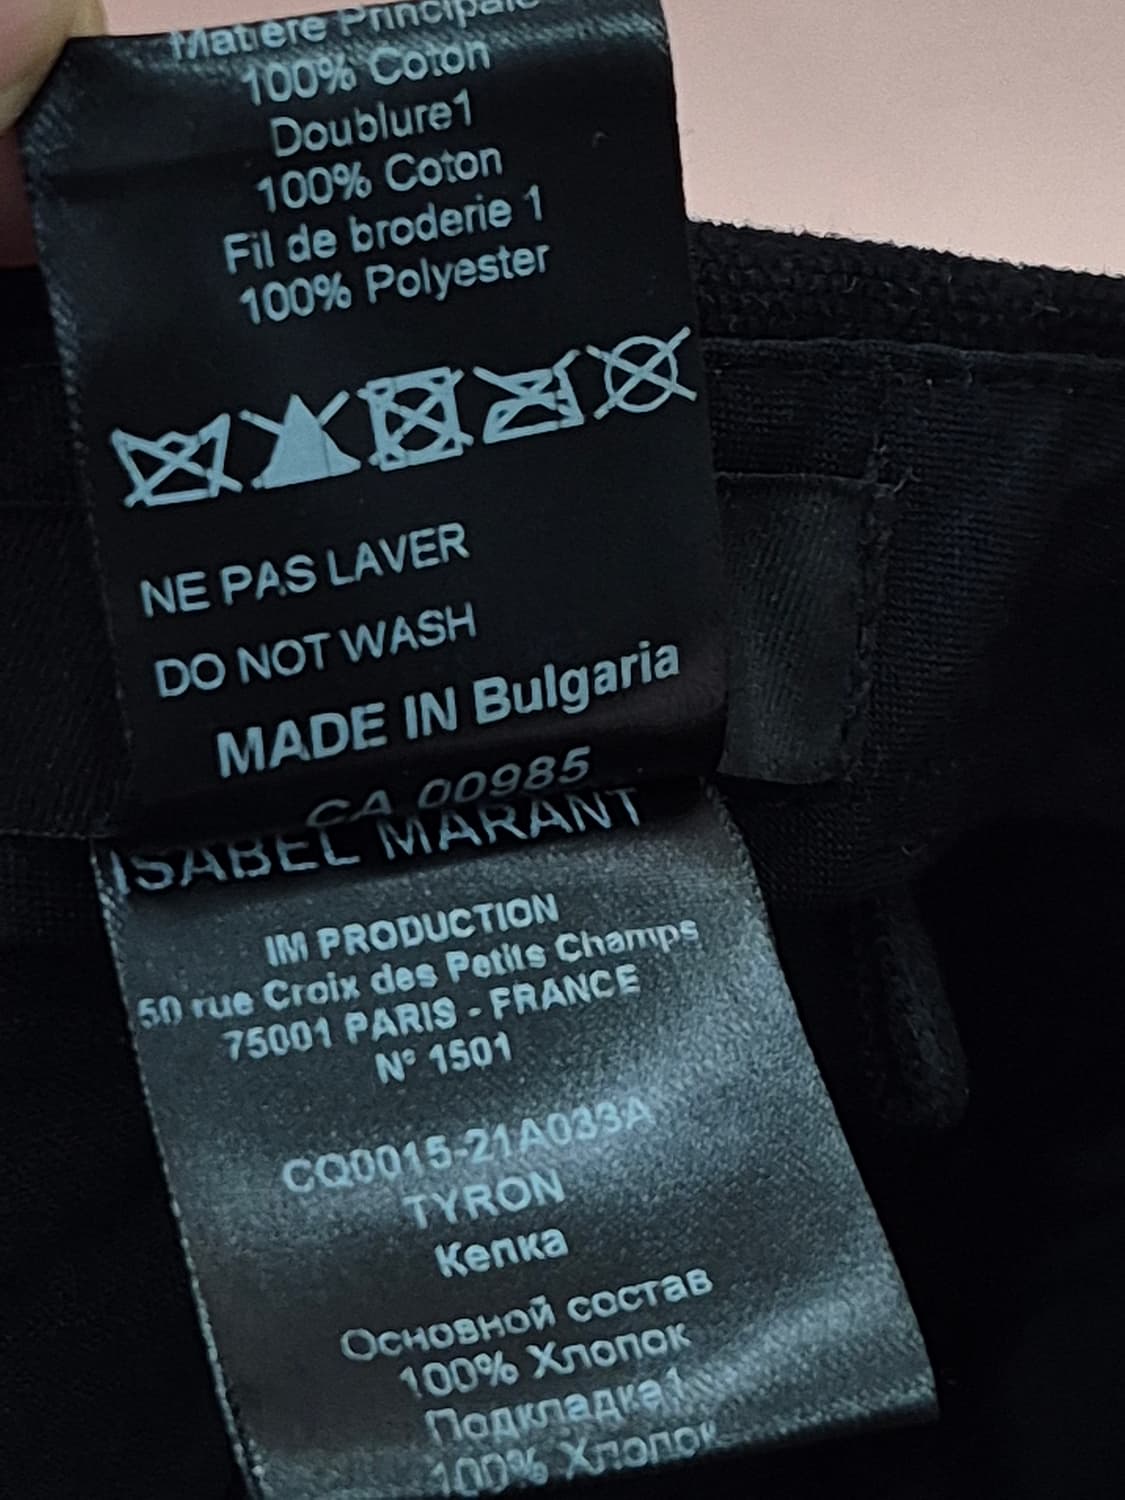 Matière Principale
100% Coton
Doublure1
100% Coton
Fil de broderie 1
100% Polyester
NE PAS LAVER
DO NOT WASH
MADE IN Bulgaria
CA 00985
ISABEL MARANT
IM PRODUCTION
50 rue Croix des Petits Champs
75001 PARIS - FRANCE
N° 1501
CQ0015-21A033A
TYRON
Кепка
Основной состав
100% Хлопок
Подкладка1
100% Хлопок